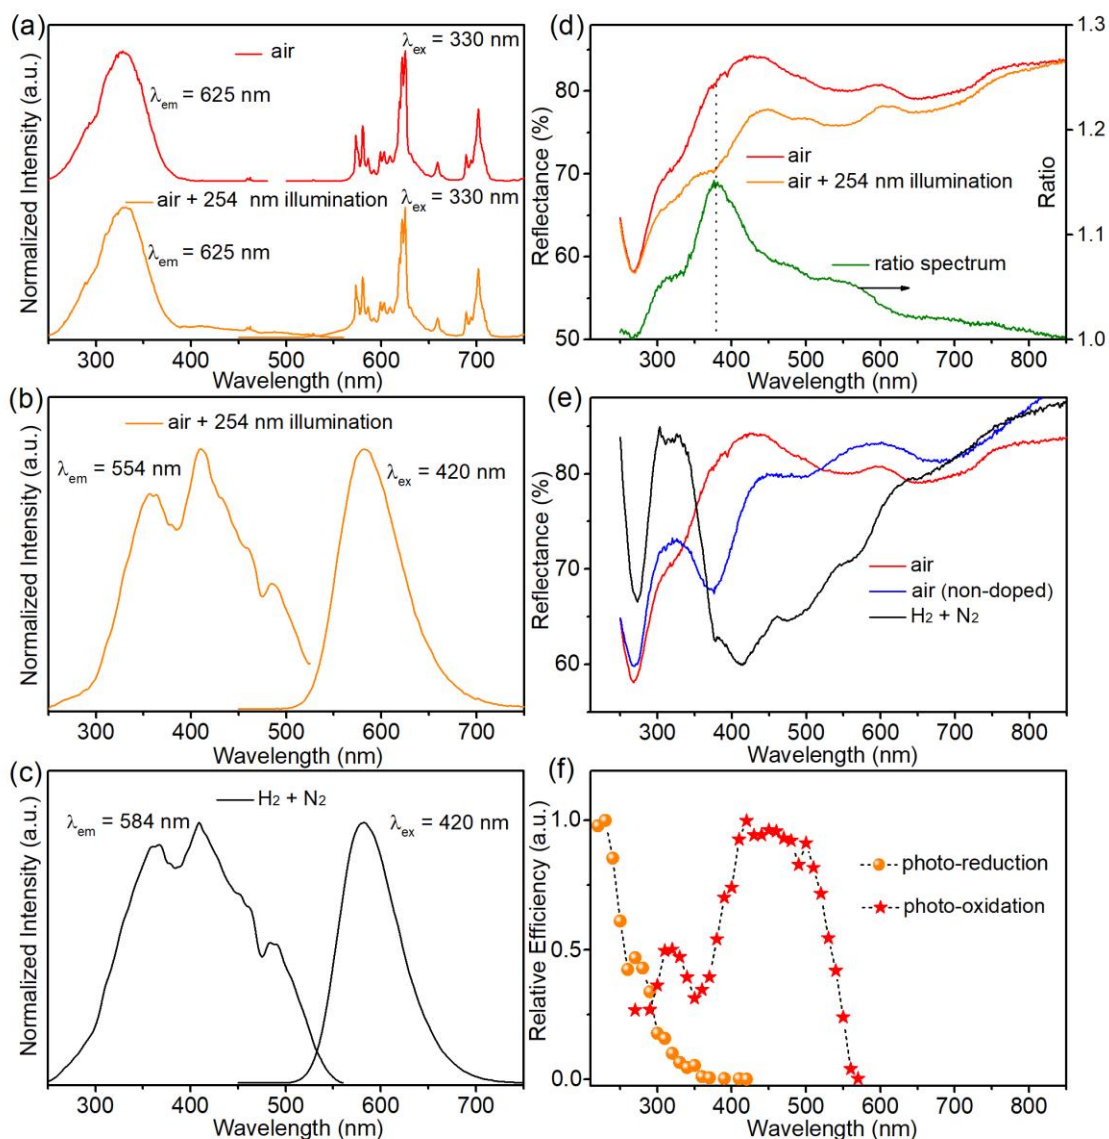 (a)
λex = 330 nm
air
λem = 625 nm
air + 254 nm illumination
λex = 330 nm
λem = 625 nm
Normalized Intensity (a.u.)
300 400 500 600 700
Wavelength (nm)
(d)
1.3
80
1.2
Reflectance (%)
70
air
air + 254 nm illumination
Ratio
60
1.1
ratio spectrum
50
1.0
300 400 500 600 700 800
Wavelength (nm)
(b)
air + 254 nm illumination
λem = 554 nm
λex = 420 nm
Normalized Intensity (a.u.)
300 400 500 600 700
Wavelength (nm)
(e)
80
Reflectance (%)
70
air
air (non-doped)
H2 + N2
60
300 400 500 600 700 800
Wavelength (nm)
(c)
H2 + N2
λem = 584 nm
λex = 420 nm
Normalized Intensity (a.u.)
300 400 500 600 700
Wavelength (nm)
(f)
1.0
photo-reduction
photo-oxidation
Relative Efficiency (a.u.)
0.5
0.0
300 400 500 600 700 800
Wavelength (nm)